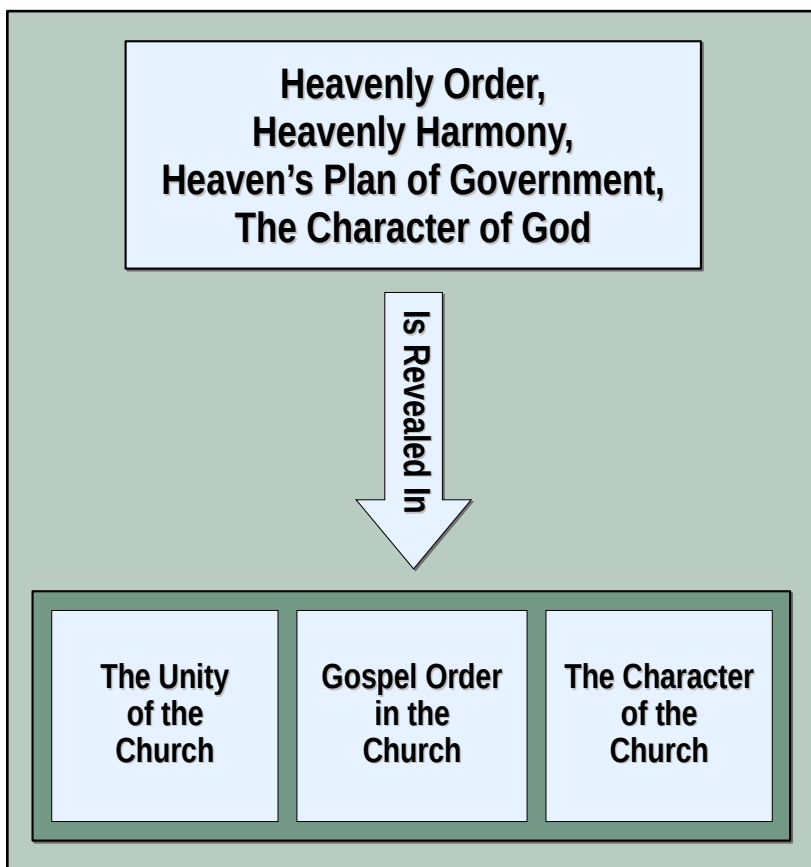 Heavenly Order,
Heavenly Harmony,
Heaven’s Plan of Government,
The Character of God
Is Revealed In
The Unity
of the
Church
Gospel Order
in the
Church
The Character
of the
Church